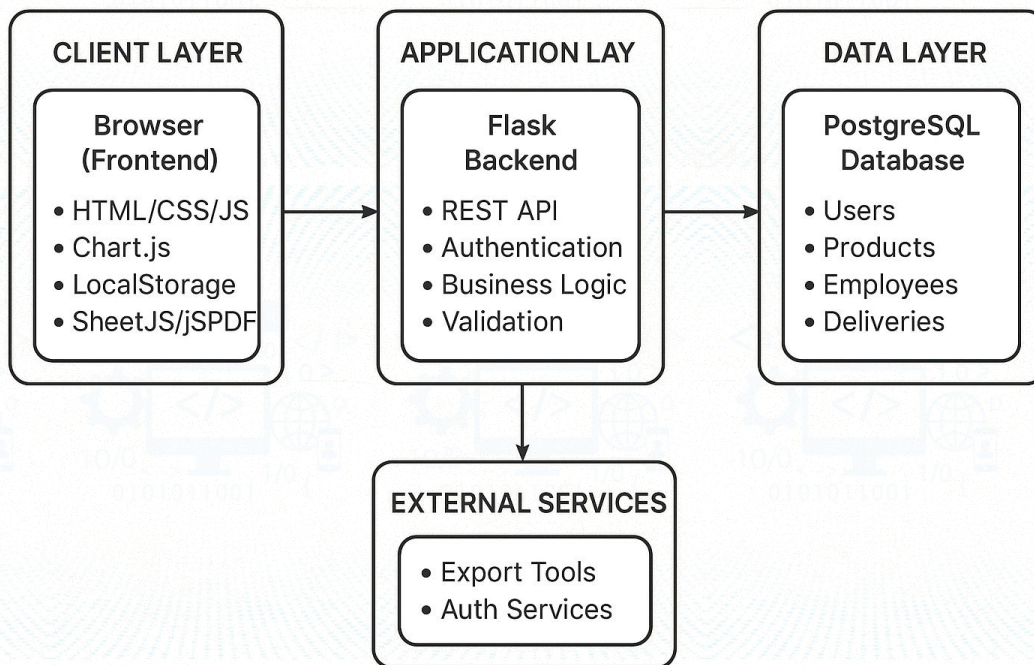 CLIENT LAYER
Browser
(Frontend)
• HTML/CSS/JS
• Chart.js
• LocalStorage
• SheetJS/jSPDF
APPLICATION LAY
Flask
Backend
• REST API
• Authentication
• Business Logic
• Validation
DATA LAYER
PostgreSQL
Database
• Users
• Products
• Employees
• Deliveries
EXTERNAL SERVICES
• Export Tools
• Auth Services